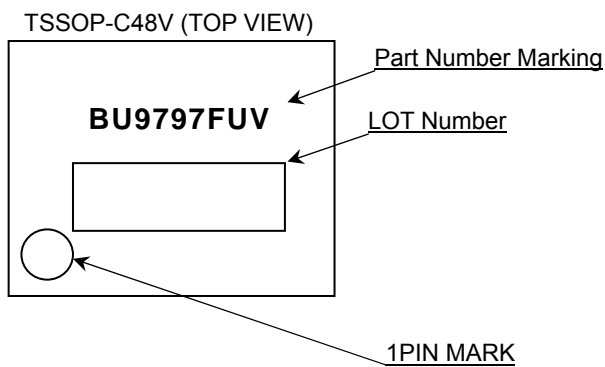 TSSOP-C48V (TOP VIEW)
Part Number Marking
BU9797FUV
LOT Number
1PIN MARK